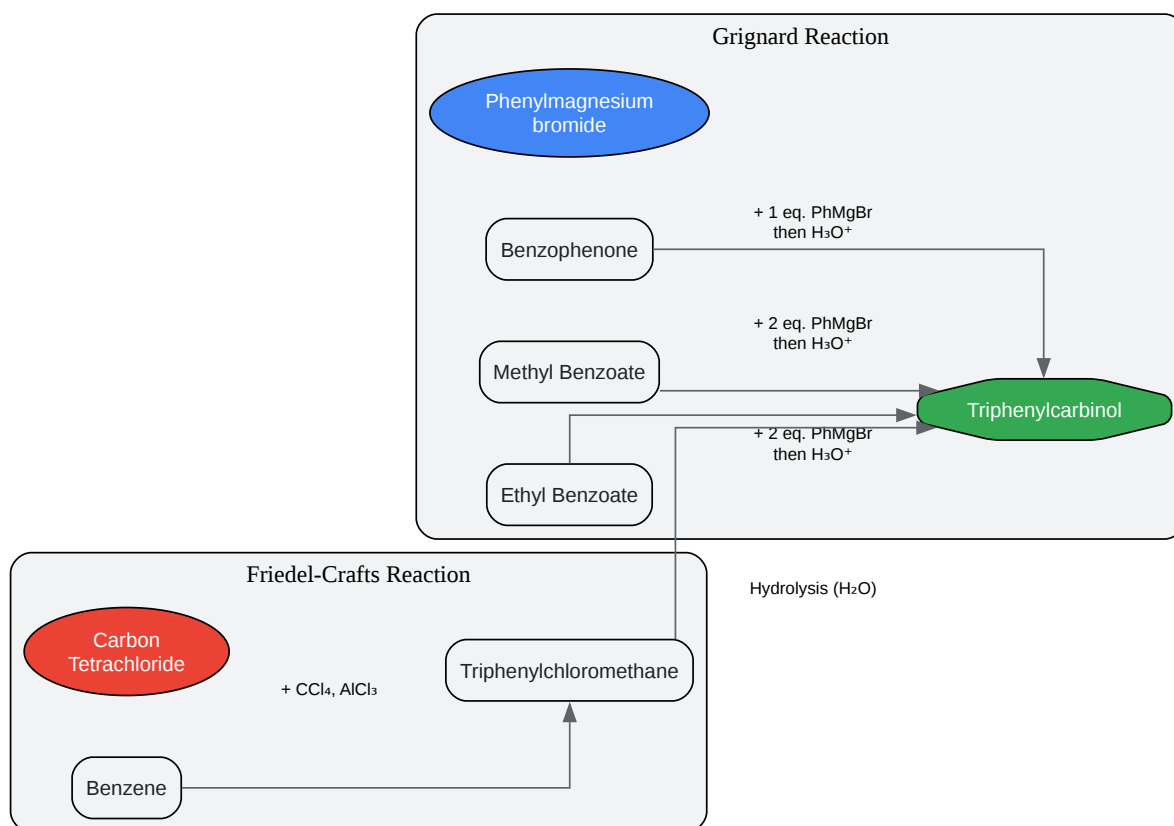 Grignard Reaction
Phenylmagnesium
bromide
+ 1 eq. PhMgBr
then H₃O⁺
Benzophenone
+ 2 eq. PhMgBr
then H₃O⁺
Methyl Benzoate
Triphenylcarbinol
+ 2 eq. PhMgBr
then H₃O⁺
Ethyl Benzoate
Friedel-Crafts Reaction
Hydrolysis (H₂O)
Carbon
Tetrachloride
Triphenylchloromethane
+ CCl₄, AlCl₃
Benzene